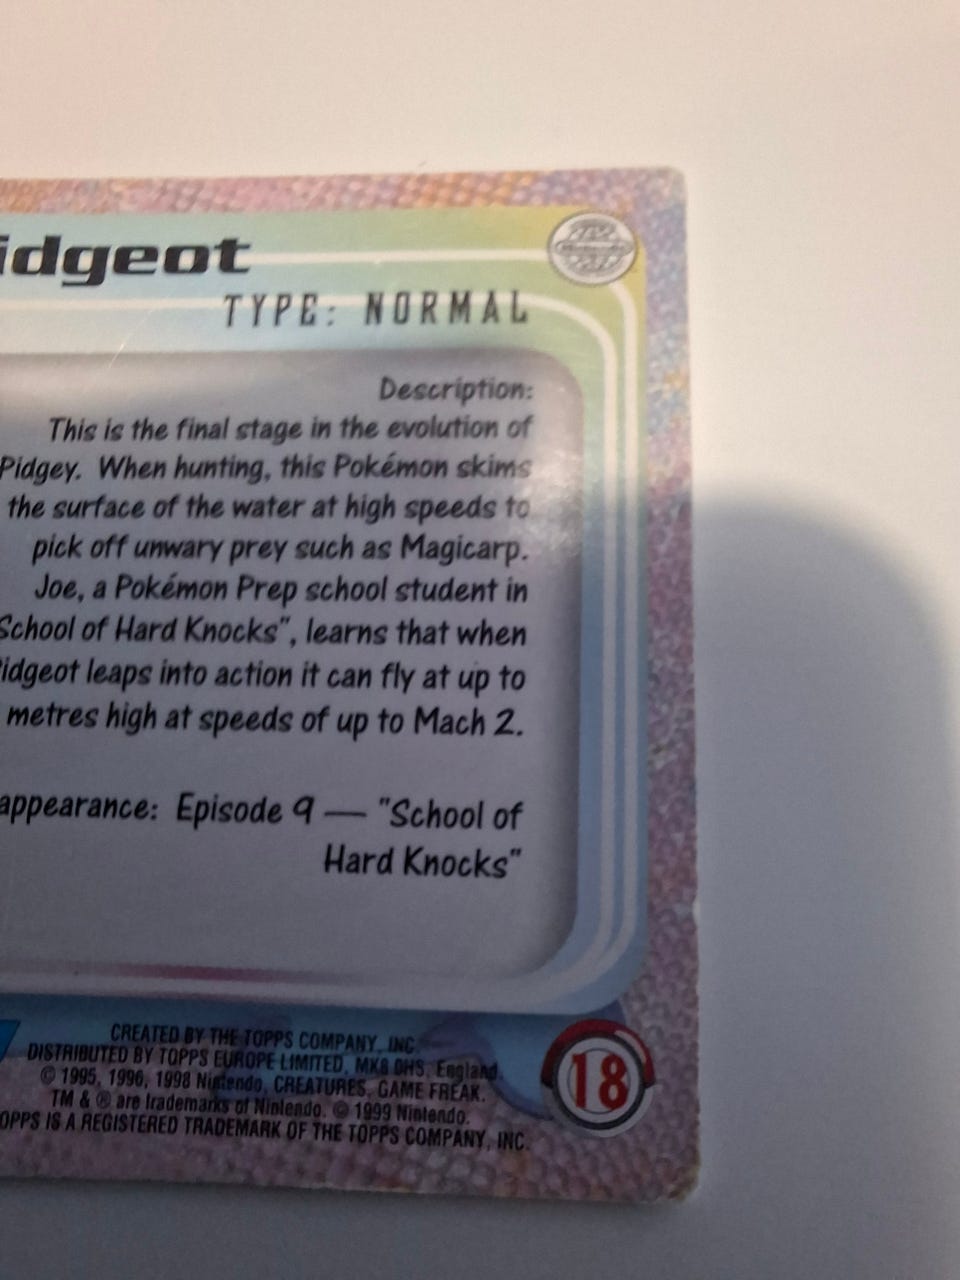 idgeot
TYPE: NORMAL
Description:
This is the final stage in the evolution of
Pidgey. When hunting, this Pokémon skims
the surface of the water at high speeds to
pick off unwary prey such as Magicarp.
Joe, a Pokémon Prep school student in
School of Hard Knocks", learns that when
idgeot leaps into action it can fly at up to
metres high at speeds of up to Mach 2.
appearance: Episode 9 — "School of
Hard Knocks"
CREATED BY THE TOPPS COMPANY, INC.
DISTRIBUTED BY TOPPS EUROPE LIMITED, MK8 0HS, England.
© 1995, 1996, 1998 Nintendo, CREATURES, GAME FREAK.
TM & ® are trademarks of Nintendo. © 1999 Nintendo.
OPPS IS A REGISTERED TRADEMARK OF THE TOPPS COMPANY, INC.
18